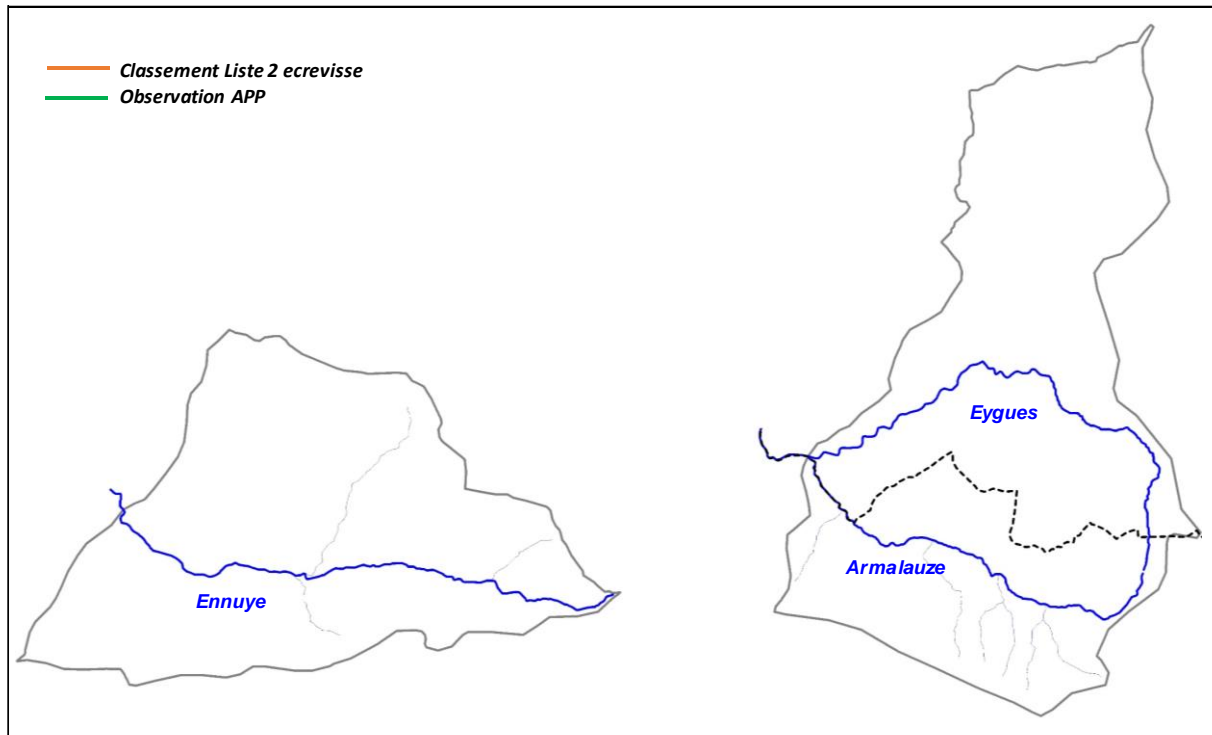 Classement Liste 2 ecrevisse
Observation APP
Eygues
Armalauze
Ennuye